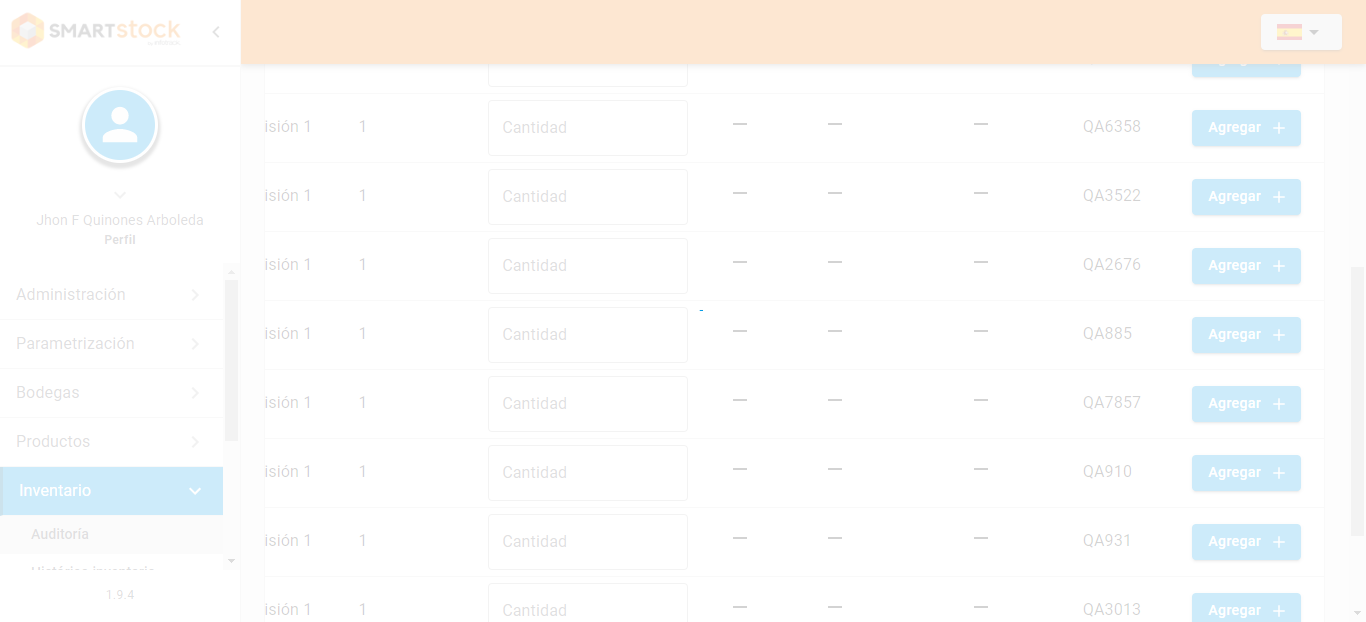 SMARTstock
Jhon F Quinones Arboleda
Perfil
Administración
Parametrización
Bodegas
Productos
Inventario
Auditoría
Histórico inventario
1.9.4
isión 1 1 Cantidad — — — QA6358 Agregar +
isión 1 1 Cantidad — — — QA3522 Agregar +
isión 1 1 Cantidad — — — QA2676 Agregar +
isión 1 1 Cantidad — — — QA885 Agregar +
isión 1 1 Cantidad — — — QA7857 Agregar +
isión 1 1 Cantidad — — — QA910 Agregar +
isión 1 1 Cantidad — — — QA931 Agregar +
isión 1 1 Cantidad — — — QA3013 Agregar +